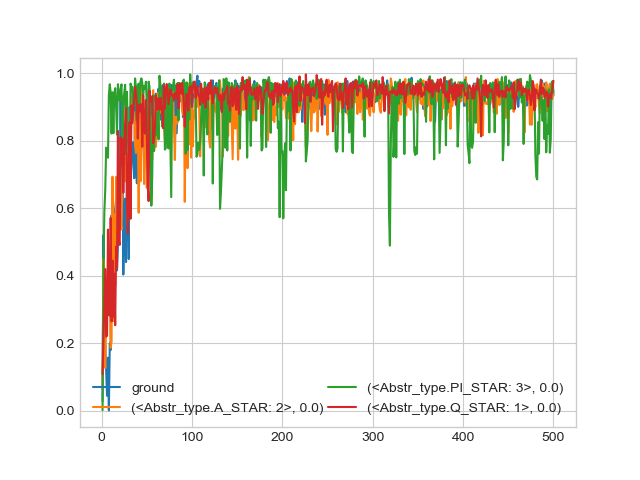 1.0
0.8
0.6
0.4
0.2
0.0
ground
(<Abstr_type.A_STAR: 2>, 0.0)
(<Abstr_type.PI_STAR: 3>, 0.0)
(<Abstr_type.Q_STAR: 1>, 0.0)
0 100 200 300 400 500